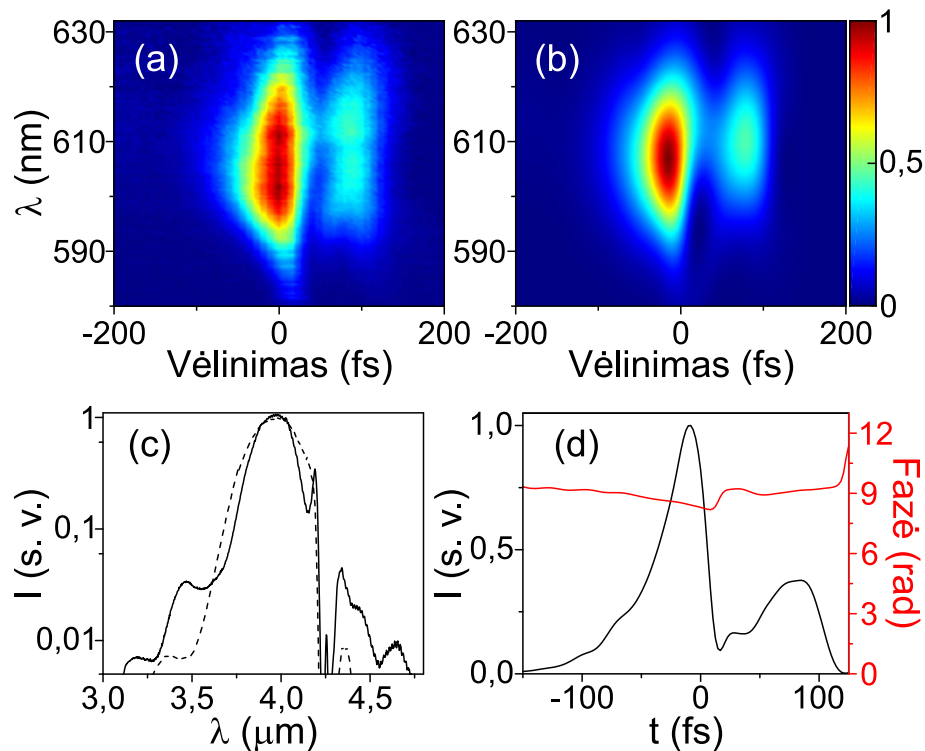 630
610
590
(a)
λ (nm)
-200
0
200
Vėlinimas (fs)
630
610
590
(b)
-200
0
200
Vėlinimas (fs)
1
0,5
0
1
0,1
0,01
(c)
I (s. v.)
3,0
3,5
4,0
4,5
λ (μm)
1,0
0,5
0,0
(d)
I (s. v.)
-100
0
100
t (fs)
12
9
6
3
0
Fazė (rad)